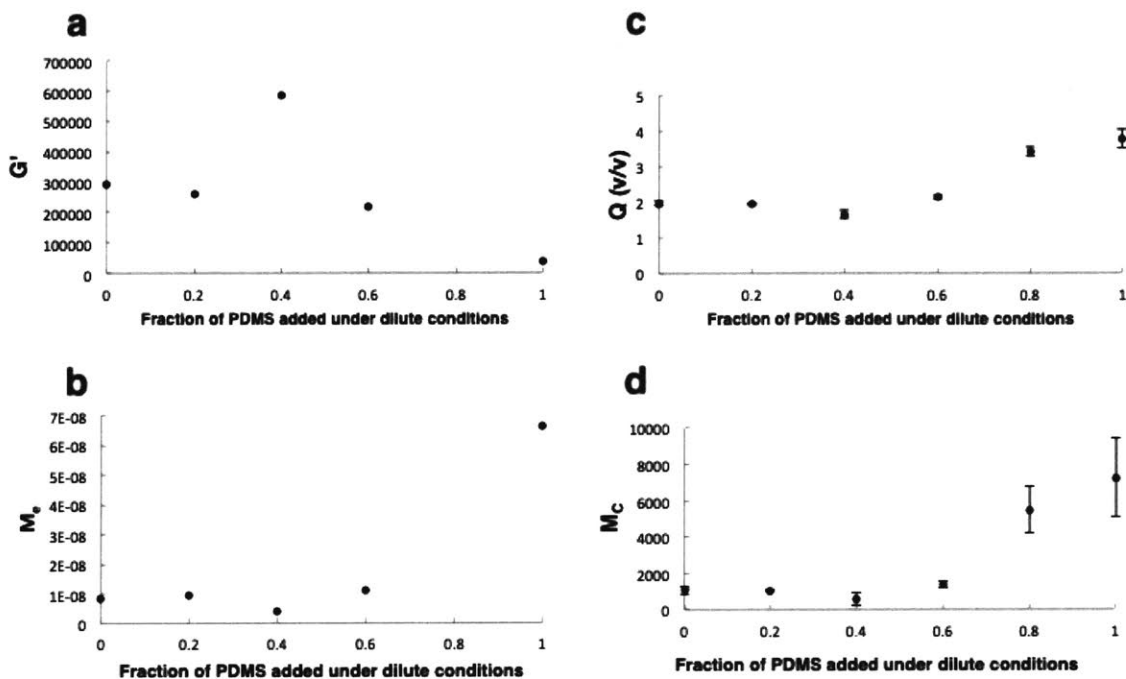 a
700000
600000
500000
400000
300000
200000
100000
0
G'
0 0.2 0.4 0.6 0.8 1
Fraction of PDMS added under dilute conditions
c
5
4
3
2
1
0
Q (v/v)
0 0.2 0.4 0.6 0.8 1
Fraction of PDMS added under dilute conditions
b
7E-08
6E-08
5E-08
4E-08
3E-08
2E-08
1E-08
0
Me
0 0.2 0.4 0.6 0.8 1
Fraction of PDMS added under dilute conditions
d
10000
8000
6000
4000
2000
0
MC
0 0.2 0.4 0.6 0.8 1
Fraction of PDMS added under dilute conditions